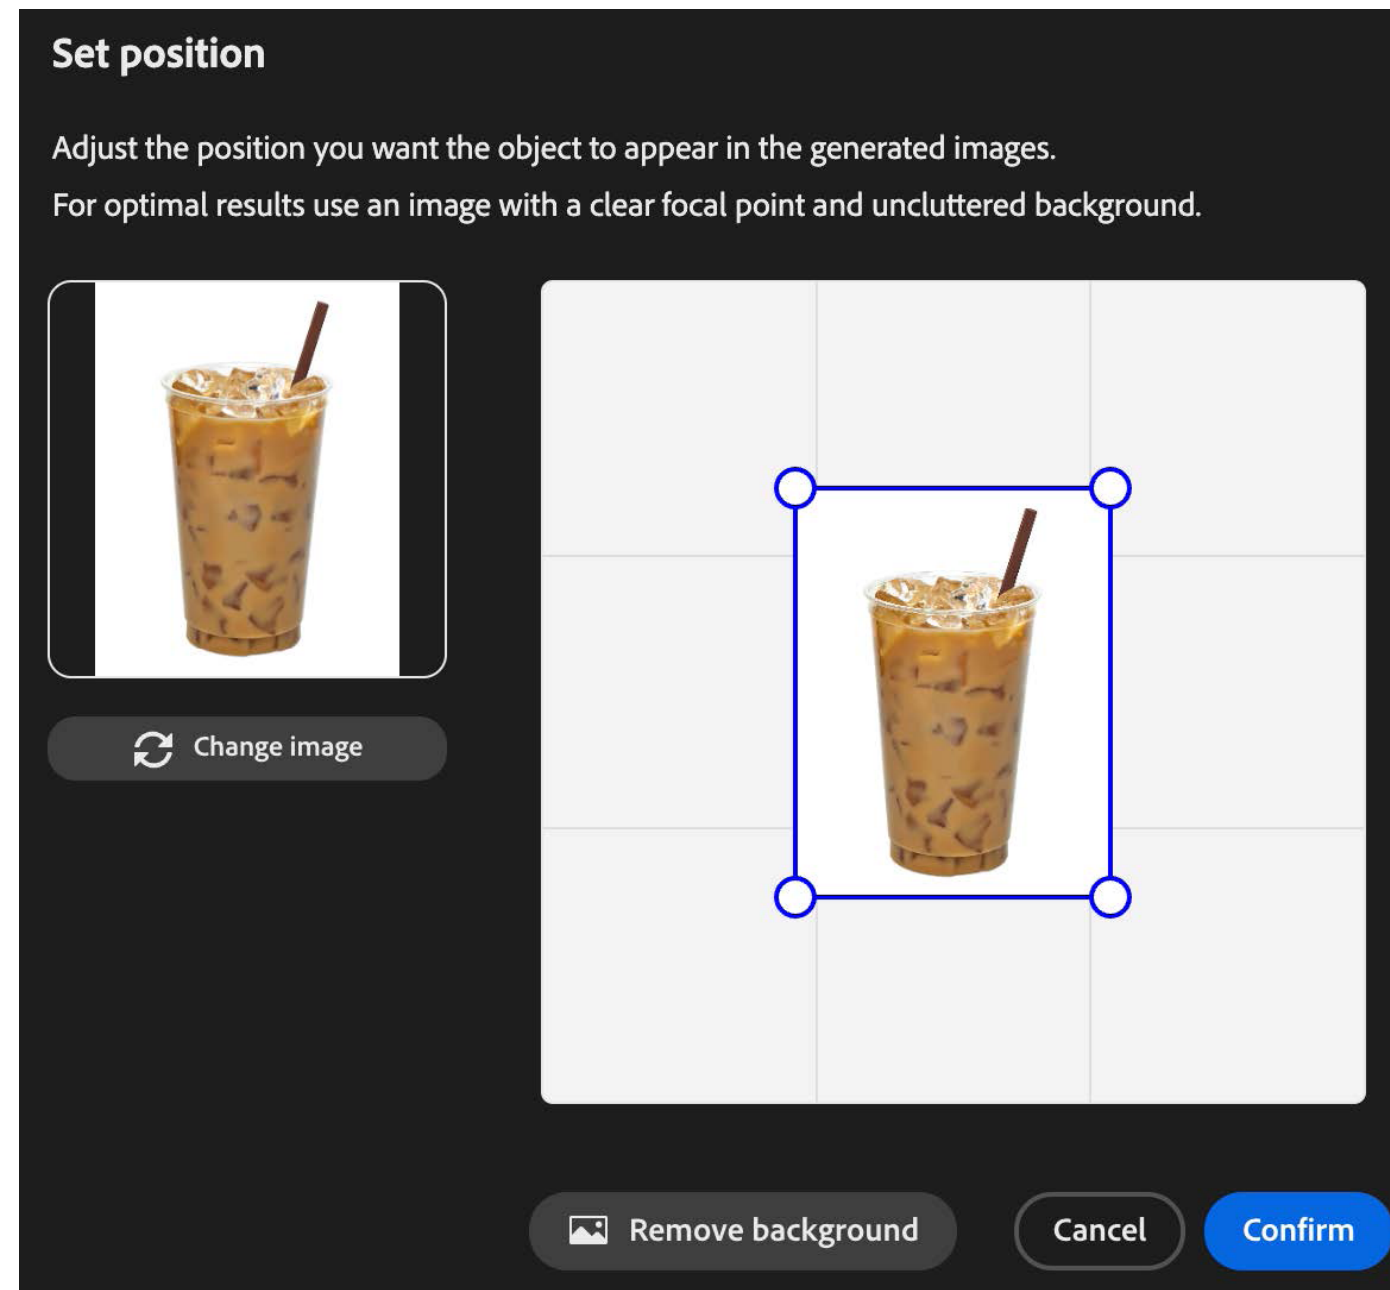 Set position
Adjust the position you want the object to appear in the generated images.
For optimal results use an image with a clear focal point and uncluttered background.
Change image
Remove background
Cancel
Confirm